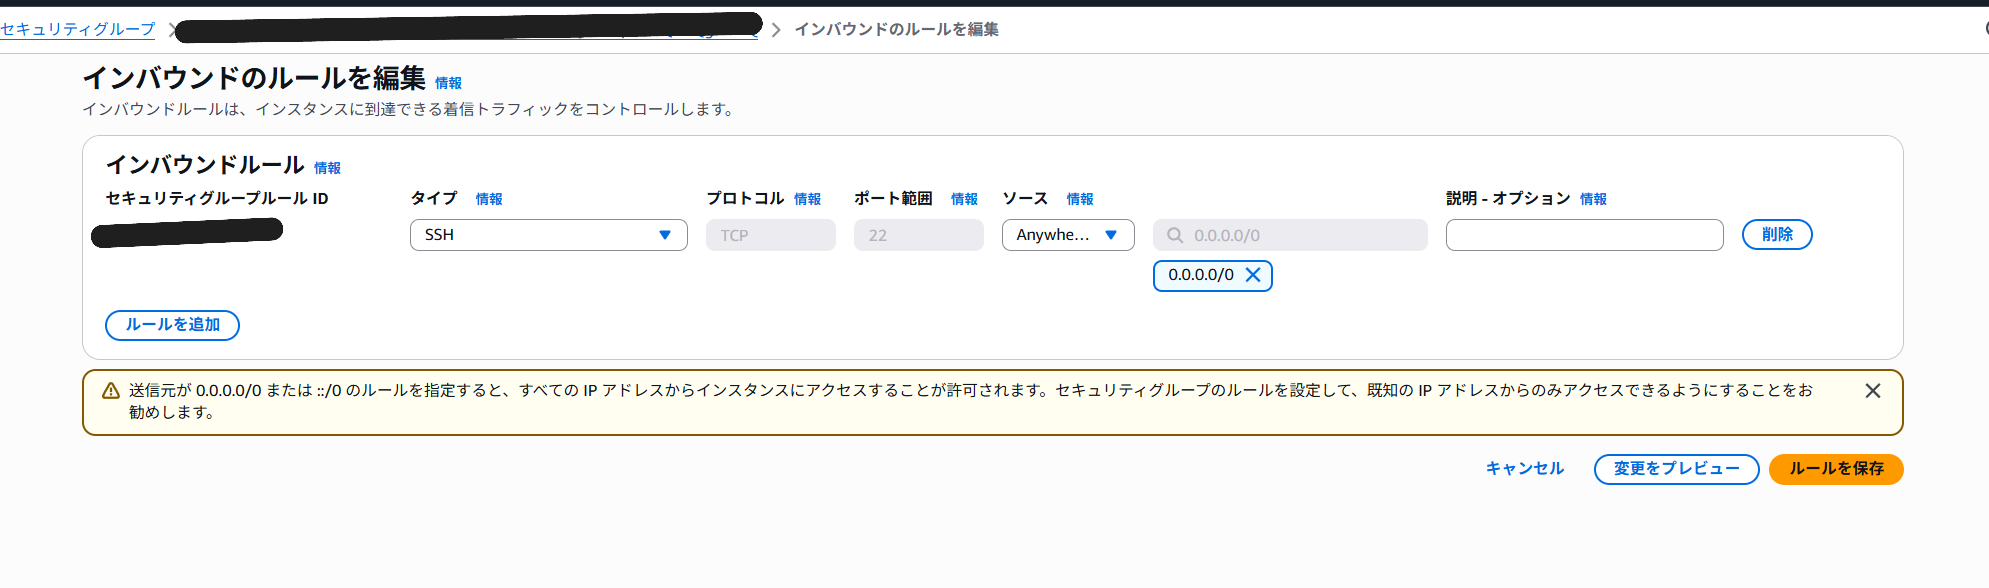 セキュリティグループ > > インバウンドのルールを編集
インバウンドのルールを編集 情報
インバウンドルールは、インスタンスに到達できる着信トラフィックをコントロールします。
インバウンドルール 情報
セキュリティグループルール ID タイプ 情報 プロトコル 情報 ポート範囲 情報 ソース 情報 説明 - オプション 情報
SSH TCP 22 Anywhe... 0.0.0.0/0 削除
0.0.0.0/0
ルールを追加
送信元が 0.0.0.0/0 または ::/0 のルールを指定すると、すべての IP アドレスからインスタンスにアクセスすることが許可されます。セキュリティグループのルールを設定して、既知の IP アドレスからのみアクセスできるようにすることをお
勧めします。
キャンセル 変更をプレビュー ルールを保存